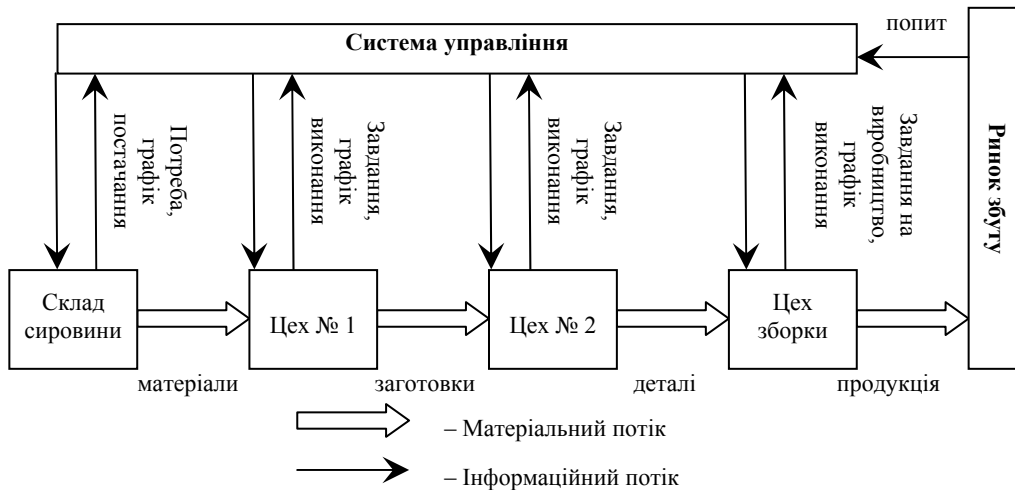 попит
Система управління
Потреба,
графік
постачання
Завдання,
графік
виконання
Завдання,
графік
виконання
Завдання на
виробництво,
графік
виконання
Ринок збуту
Склад
сировини
Цех № 1
Цех № 2
Цех
зборки
матеріали
заготовки
деталі
продукція
– Матеріальний потік
– Інформаційний потік